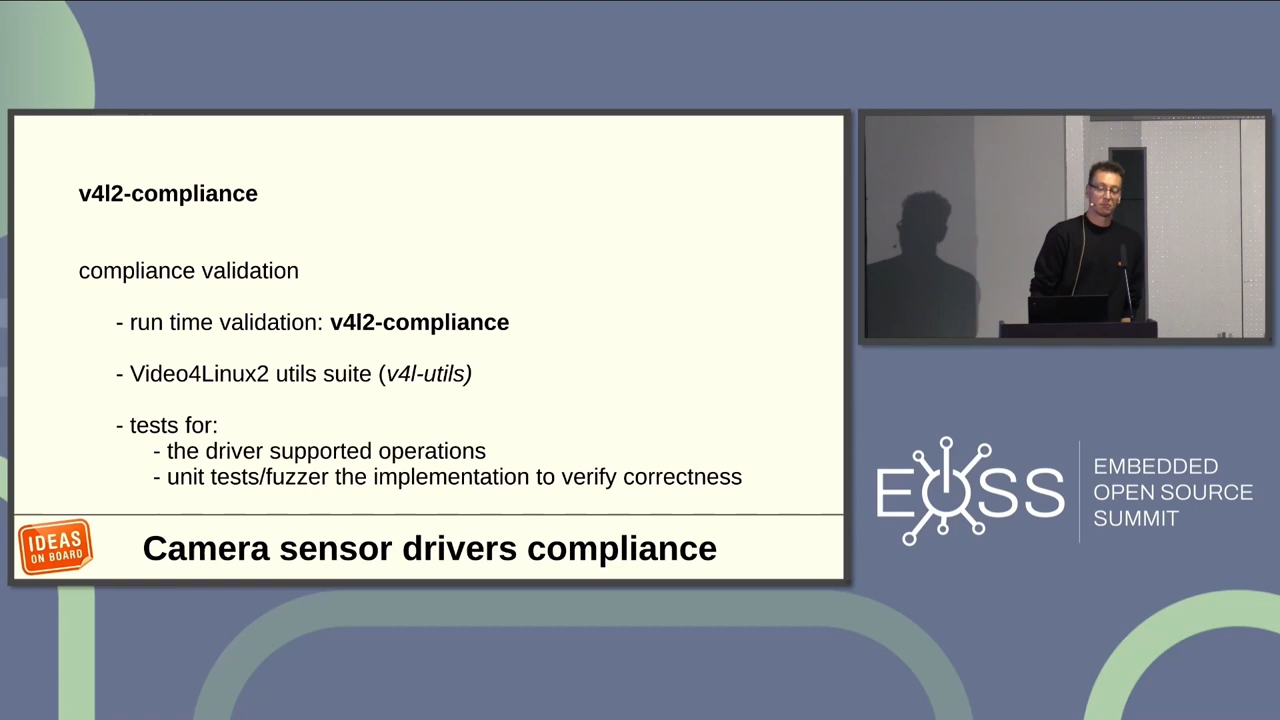 v4l2-compliance
compliance validation
- run time validation: v4l2-compliance
- Video4Linux2 utils suite (v4l-utils)
- tests for:
- the driver supported operations
- unit tests/fuzzer the implementation to verify correctness
IDEAS
ON BOARD
Camera sensor drivers compliance
EOSS
EMBEDDED
OPEN SOURCE
SUMMIT